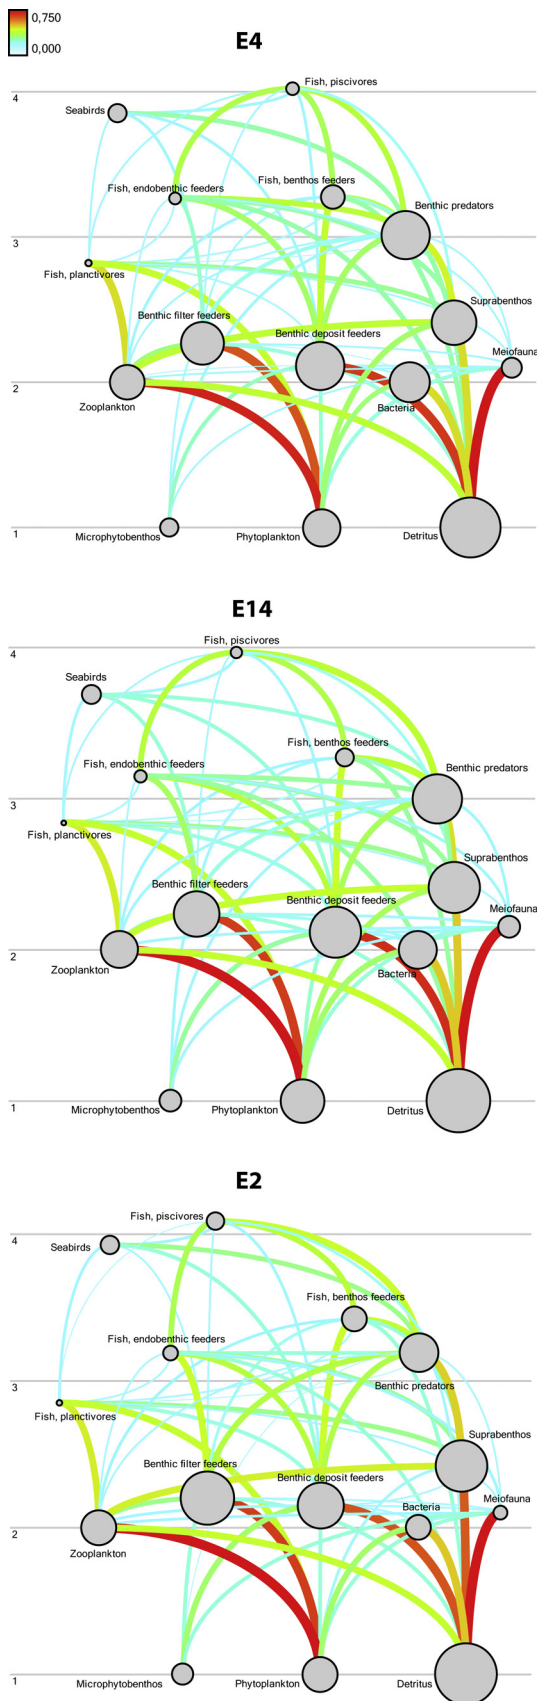 0,750
0,000
E4
4
Fish, piscivores
Seabirds
Fish, endobenthic feeders
Fish, benthos feeders
Benthic predators
3
Fish, planctivores
Suprabenthos
Benthic filter feeders
Benthic deposit feeders
Meiofauna
2
Zooplankton
Bacteria
1
Microphytobenthos
Phytoplankton
Detritus
E14
Fish, piscivores
4
Seabirds
Fish, benthos feeders
Fish, endobenthic feeders
Benthic predators
3
Fish, planctivores
Suprabenthos
Benthic filter feeders
Benthic deposit feeders
Meiofauna
2
Zooplankton
Bacteria
1
Microphytobenthos
Phytoplankton
Detritus
E2
Fish, piscivores
4
Seabirds
Fish, benthos feeders
Fish, endobenthic feeders
3
Benthic predators
Fish, planctivores
Suprabenthos
Benthic filter feeders
Benthic deposit feeders
Meiofauna
Bacteria
2
Zooplankton
1
Microphytobenthos
Phytoplankton
Detritus